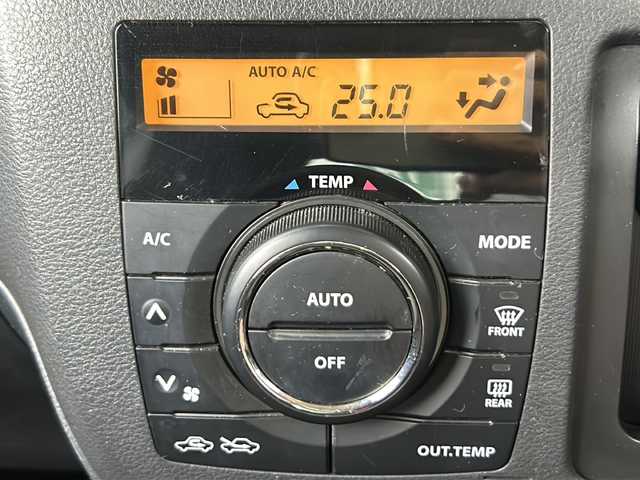 AUTO A/C
25.0
TEMP
A/C
MODE
AUTO
FRONT
OFF
REAR
OUT.TEMP